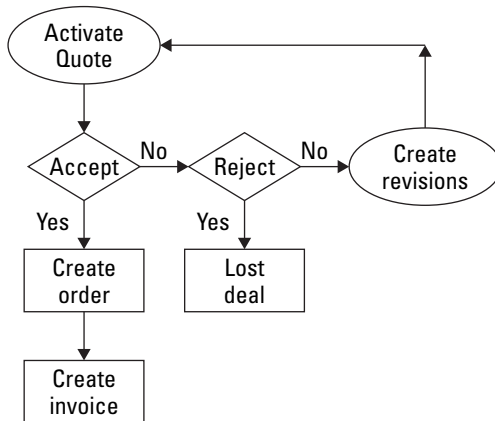 Activate
Quote
Accept
No
Reject
No
Create
revisions
Yes
Yes
Create
order
Lost
deal
Create
invoice